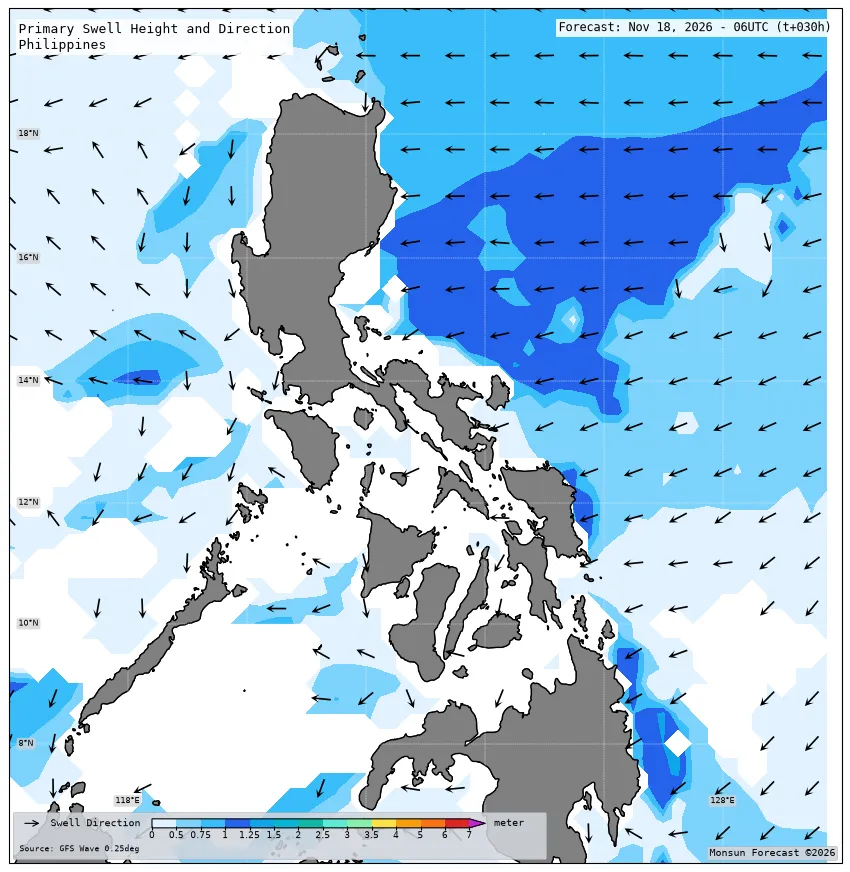 Primary Swell Height and Direction
Philippines
Forecast: Nov 18, 2026 - 06UTC (t+030h)
18°N
16°N
14°N
12°N
10°N
8°N
118°E
128°E
Swell Direction
0 0.5 0.75 1 1.25 1.5 2 2.5 3 3.5 4 5 6 7
meter
Source: GFS Wave 0.25deg
Monsun Forecast ©2026